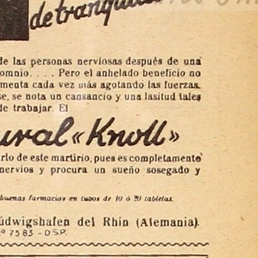 de tranquil
de las personas nerviosas después de una
omnio.... Pero el anhelado beneficio no
menta cada vez más agotando las fuerzas.
se, se nota un cansancio y una lasitud tales
de trabajar. El
ural «Knoll»
rlo de este martirio, pues es completamente
nervios y procura un sueño sosegado y
buenas farmacias en tubos de 10 ó 20 tabletas.
údwigshafen del Rhin (Alemania).
º 7583 - DSP.